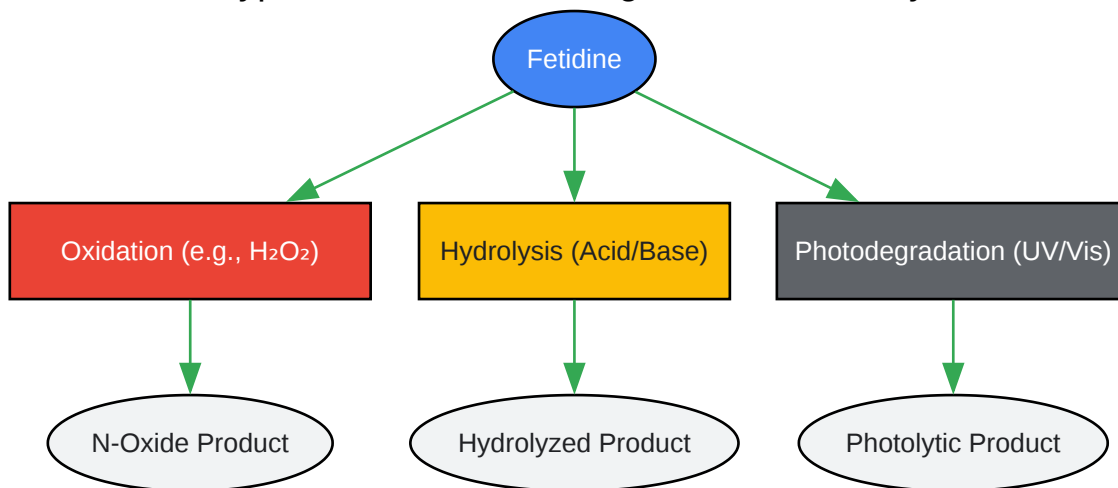 Fetidine
Oxidation (e.g., H₂O₂)
Hydrolysis (Acid/Base)
Photodegradation (UV/Vis)
N-Oxide Product
Hydrolyzed Product
Photolytic Product